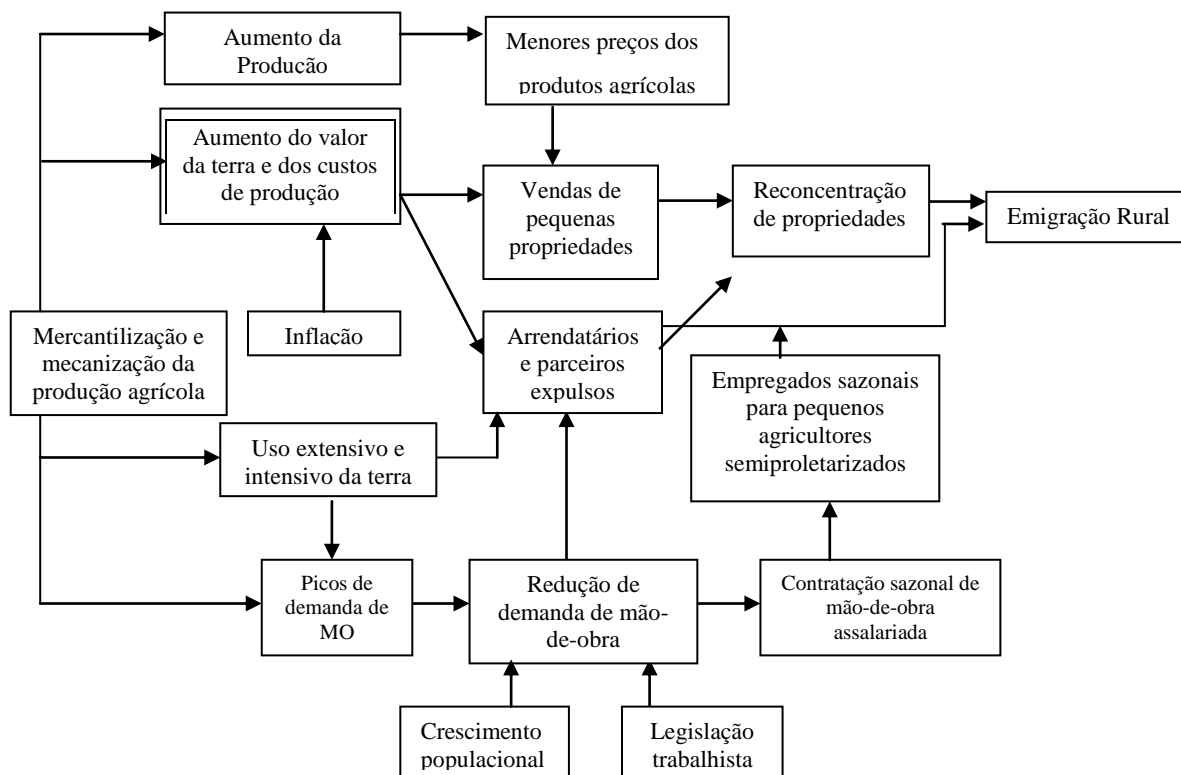 Aumento da
Producão
Menores preços dos
produtos agrícolas
Aumento do valor
da terra e dos custos
de produção
Vendas de
pequenas
propriedades
Reconcentração
de propriedades
Emigração Rural
Mercantilização e
mecanização da
produção agrícola
Inflacão
Arrendatários
e parceiros
expulsos
Empregados sazonais
para pequenos
agricultores
semiproletarizados
Uso extensivo e
intensivo da terra
Picos de
demanda de
MO
Redução de
demanda de mão-
de-obra
Contratação sazonal de
mão-de-obra
assalariada
Crescimento
populacional
Legislação
trabalhista